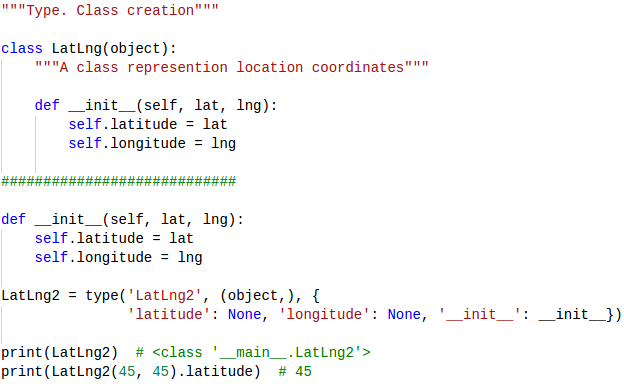 """Type. Class creation"""
class LatLng(object):
"""A class represention location coordinates"""
def __init__(self, lat, lng):
self.latitude = lat
self.longitude = lng
############################
def __init__(self, lat, lng):
self.latitude = lat
self.longitude = lng
LatLng2 = type('LatLng2', (object,), {
'latitude': None, 'longitude': None, '__init__': __init__})
print(LatLng2)  # <class '__main__.LatLng2'>
print(LatLng2(45, 45).latitude)  # 45